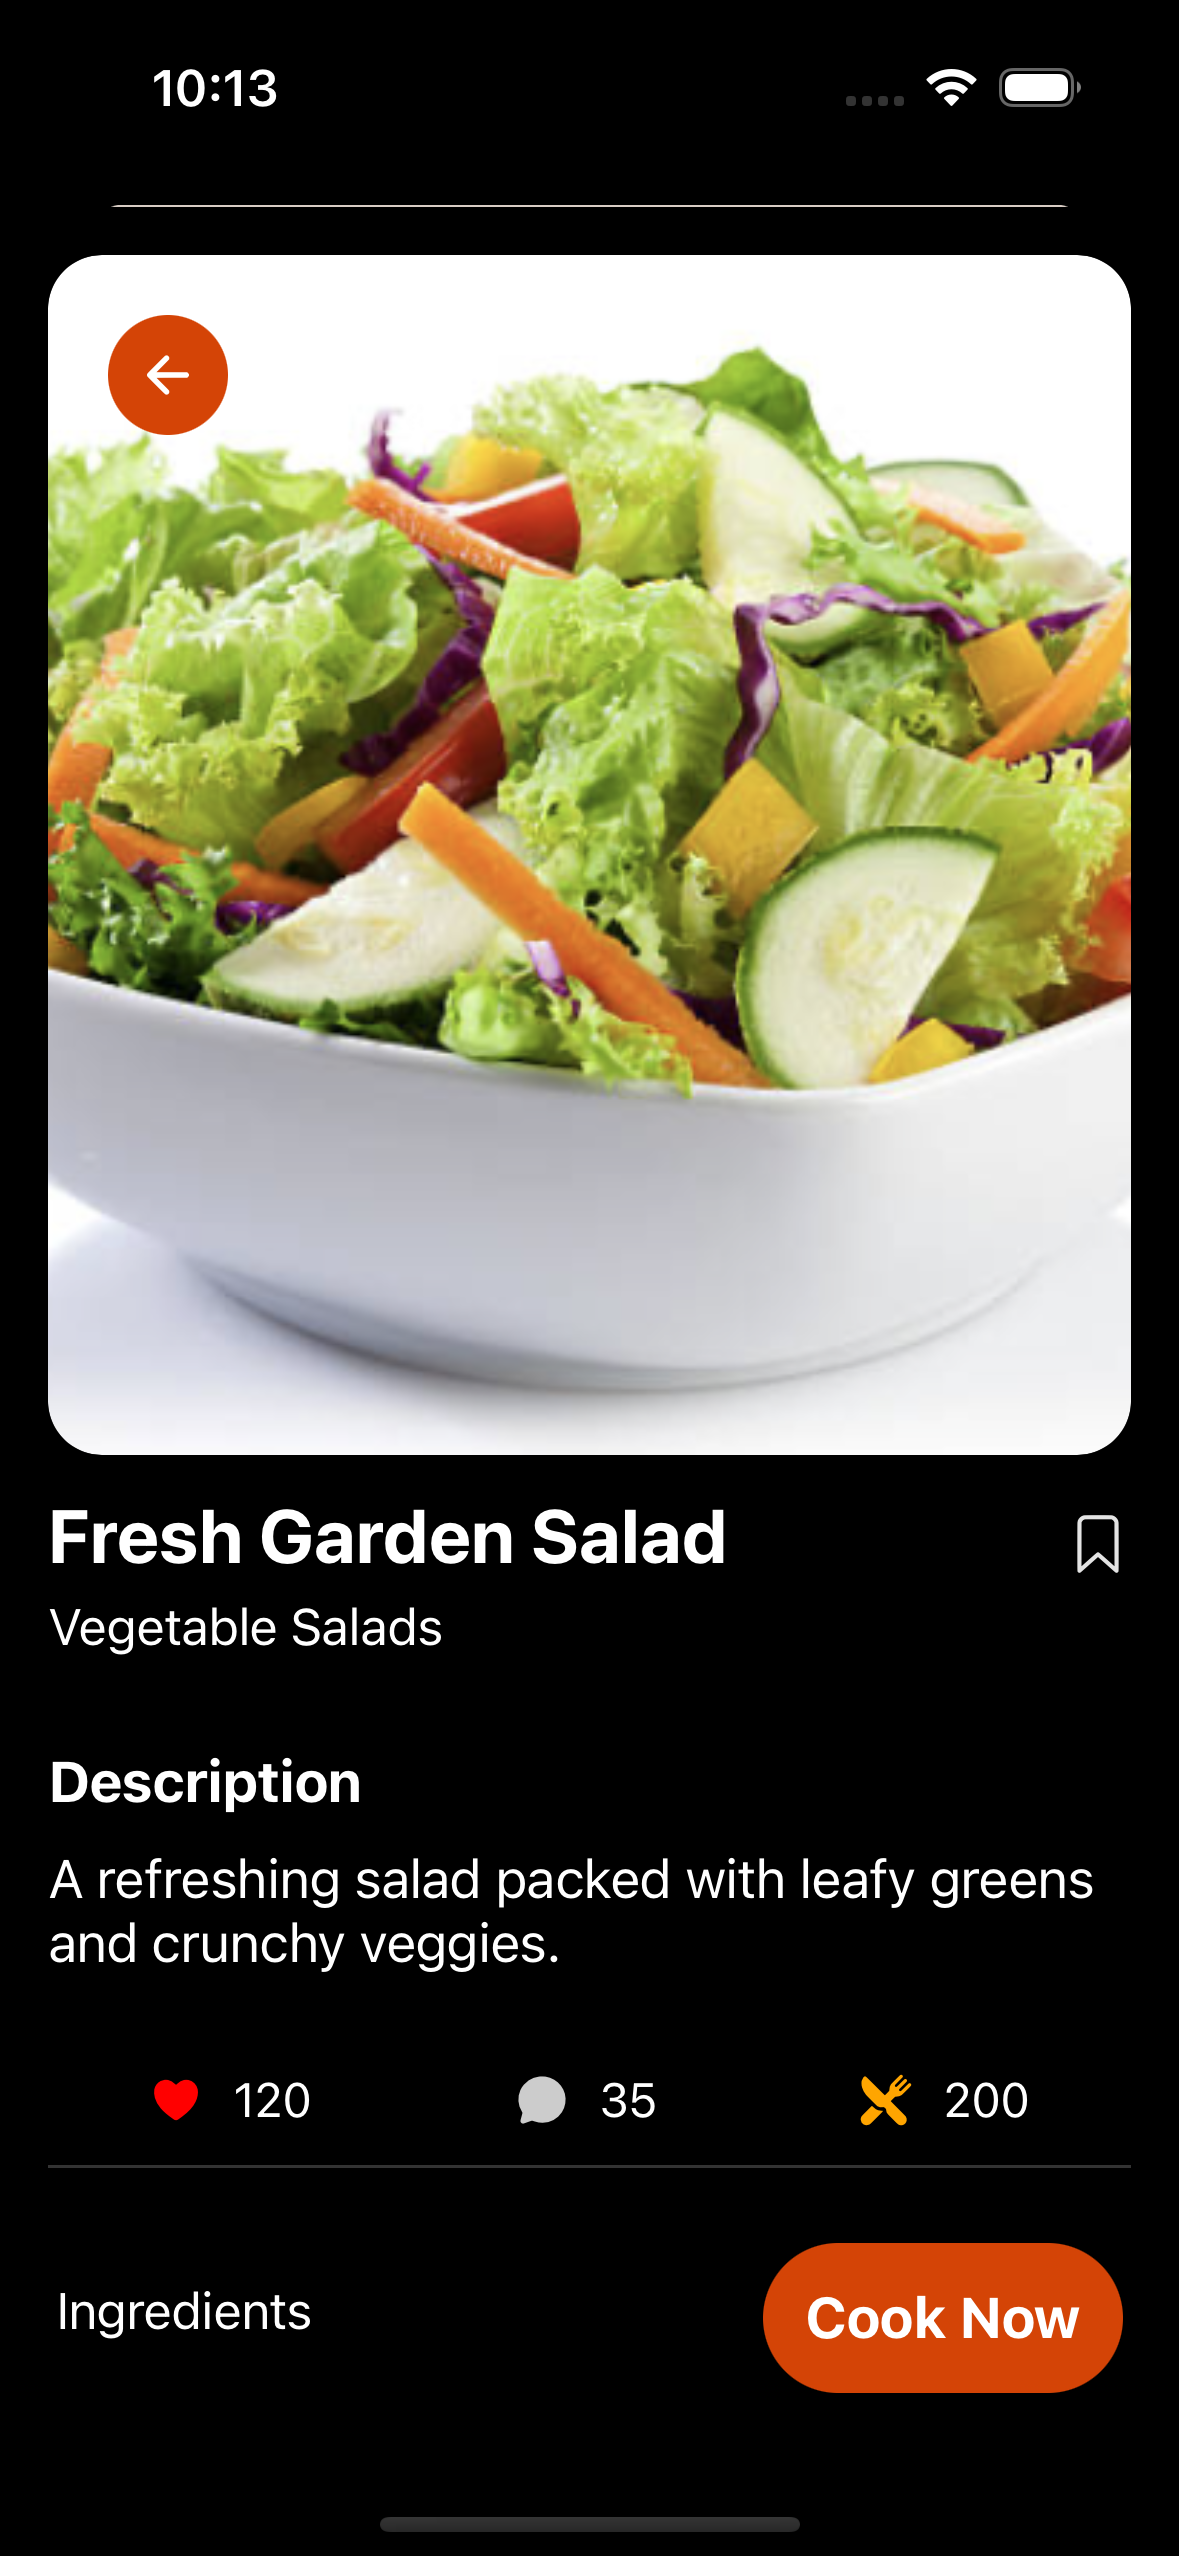 10:13
Fresh Garden Salad
Vegetable Salads
Description
A refreshing salad packed with leafy greens
and crunchy veggies.
120 35 200
Ingredients
Cook Now